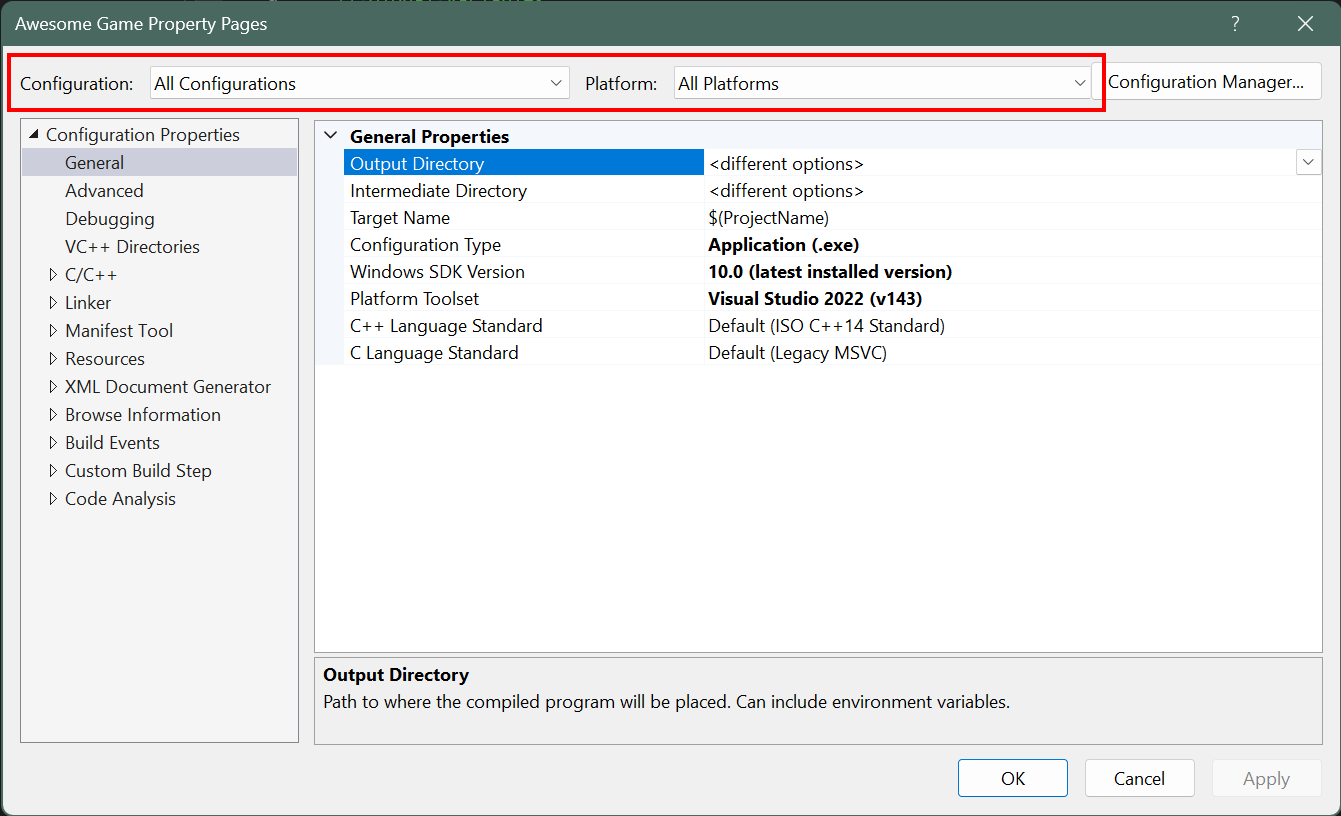 Awesome Game Property Pages ?
Configuration: All Configurations Platform: All Platforms Configuration Manager...
Configuration Properties
General
Advanced
Debugging
VC++ Directories
C/C++
Linker
Manifest Tool
Resources
XML Document Generator
Browse Information
Build Events
Custom Build Step
Code Analysis
General Properties
Output Directory <different options>
Intermediate Directory <different options>
Target Name $(ProjectName)
Configuration Type Application (.exe)
Windows SDK Version 10.0 (latest installed version)
Platform Toolset Visual Studio 2022 (v143)
C++ Language Standard Default (ISO C++14 Standard)
C Language Standard Default (Legacy MSVC)
Output Directory
Path to where the compiled program will be placed. Can include environment variables.
OK Cancel Apply